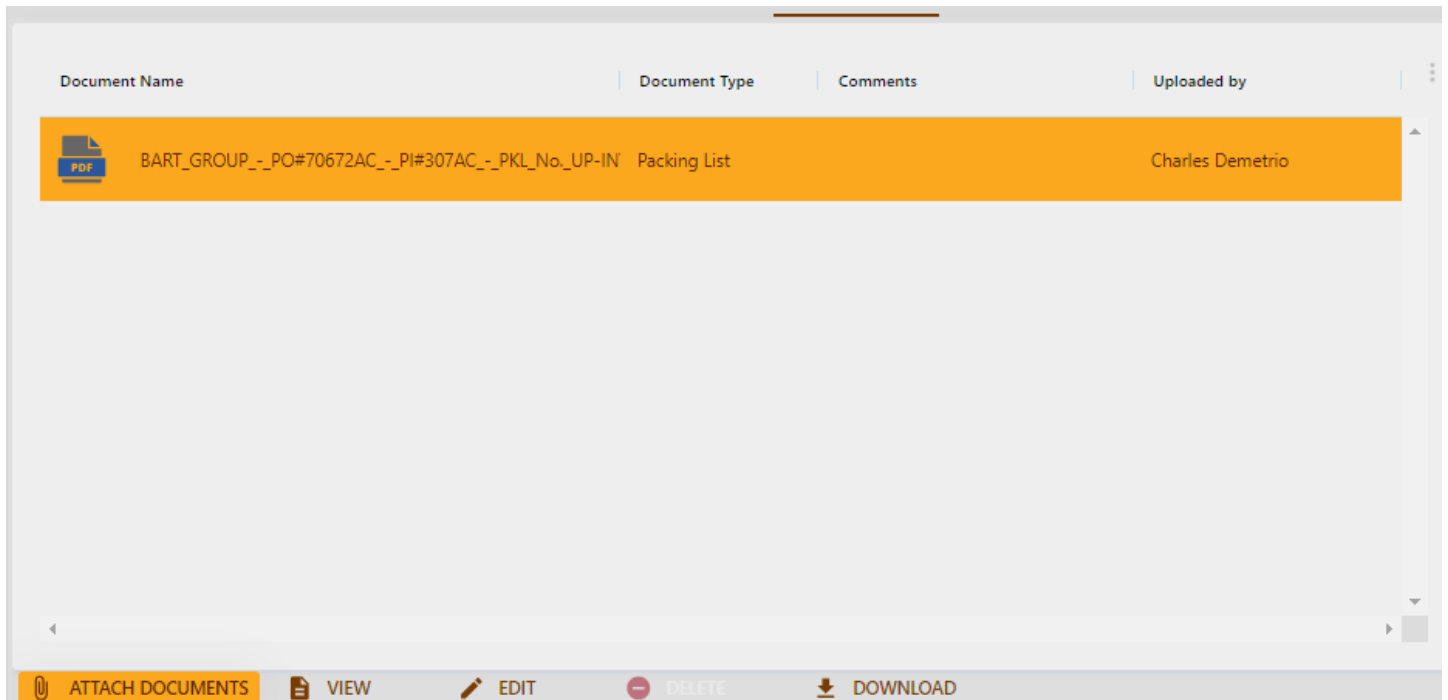 Document Name Document Type Comments Uploaded by
PDF BART_GROUP_-_PO#70672AC_-_PI#307AC_-_PKL_No._UP-IN Packing List Charles Demetrio
ATTACH DOCUMENTS VIEW EDIT DELETE DOWNLOAD